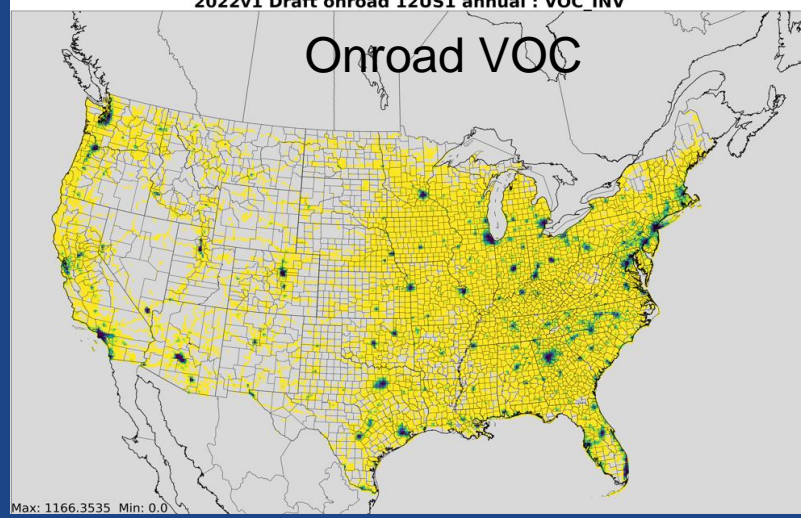 2022v1 Draft onroad 12US1 annual : VOC_INV
Onroad VOC
Max: 1166.3535 Min: 0.0